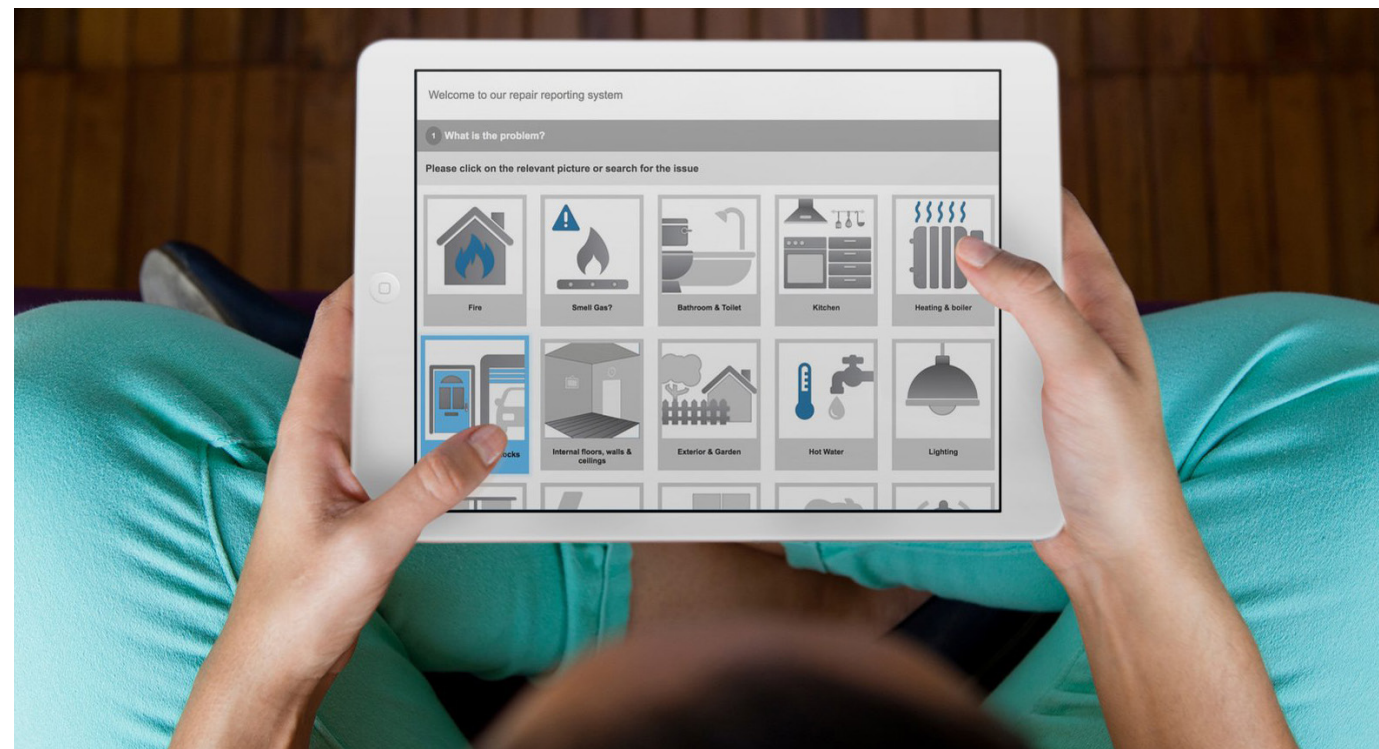 Welcome to our repair reporting system
1 What is the problem?
Please click on the relevant picture or search for the issue
Fire
Smell Gas?
Bathroom & Toilet
Kitchen
Heating & boiler
Internal floors, walls &
ceilings
Exterior & Garden
Hot Water
Lighting